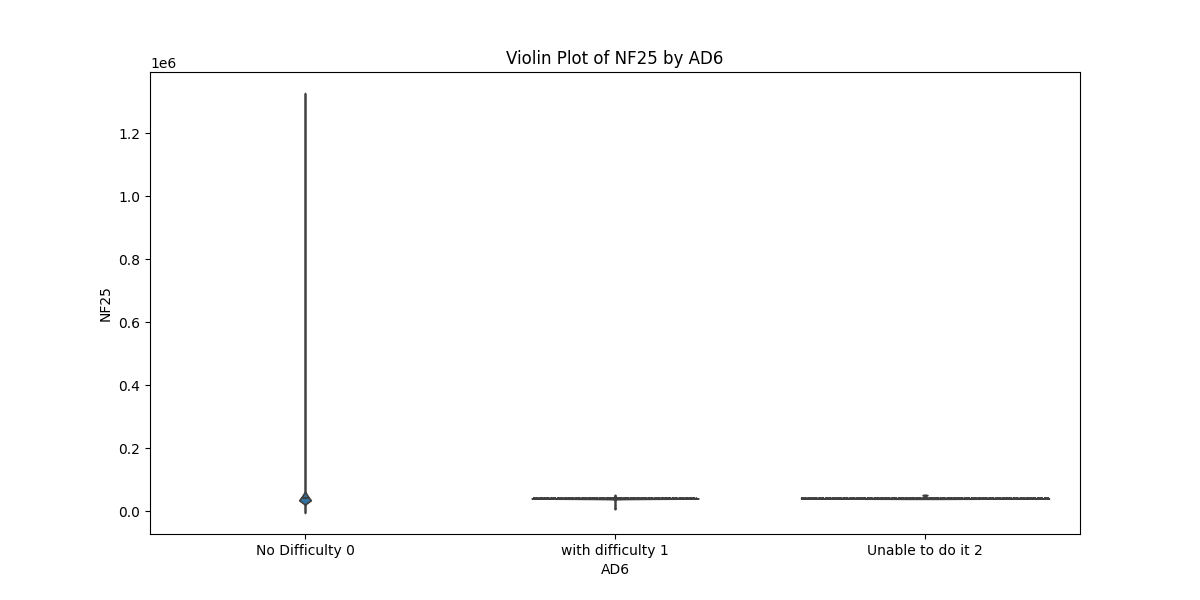 Violin Plot of NF25 by AD6
1e6
1.2
1.0
0.8
0.6
0.4
0.2
0.0
NF25
No Difficulty 0
with difficulty 1
Unable to do it 2
AD6